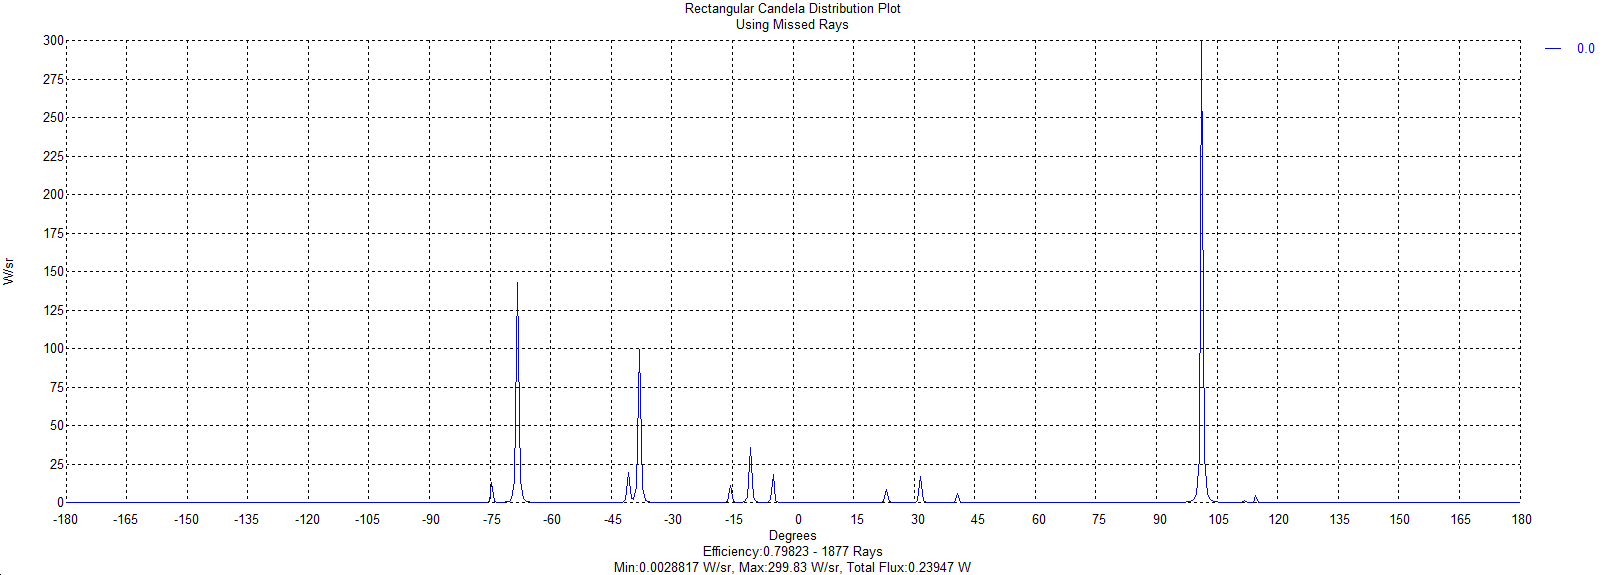 Rectangular Candela Distribution Plot
Using Missed Rays
300
275
250
225
200
175
150
125
100
75
50
25
0
W/sr
0.0
-180 -165 -150 -135 -120 -105 -90 -75 -60 -45 -30 -15 0 15 30 45 60 75 90 105 120 135 150 165 180
Degrees
Efficiency:0.79823 - 1877 Rays
Min:0.0028817 W/sr, Max:299.83 W/sr, Total Flux:0.23947 W